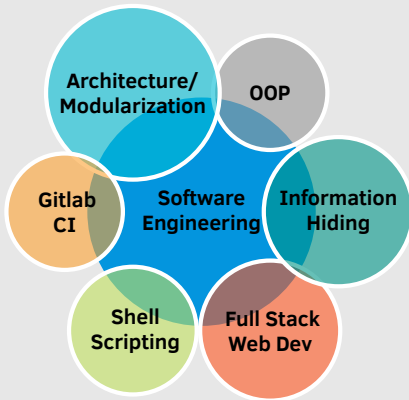 Architecture/
Modularization
OOP
Gitlab
CI
Software
Engineering
Information
Hiding
Shell
Scripting
Full Stack
Web Dev